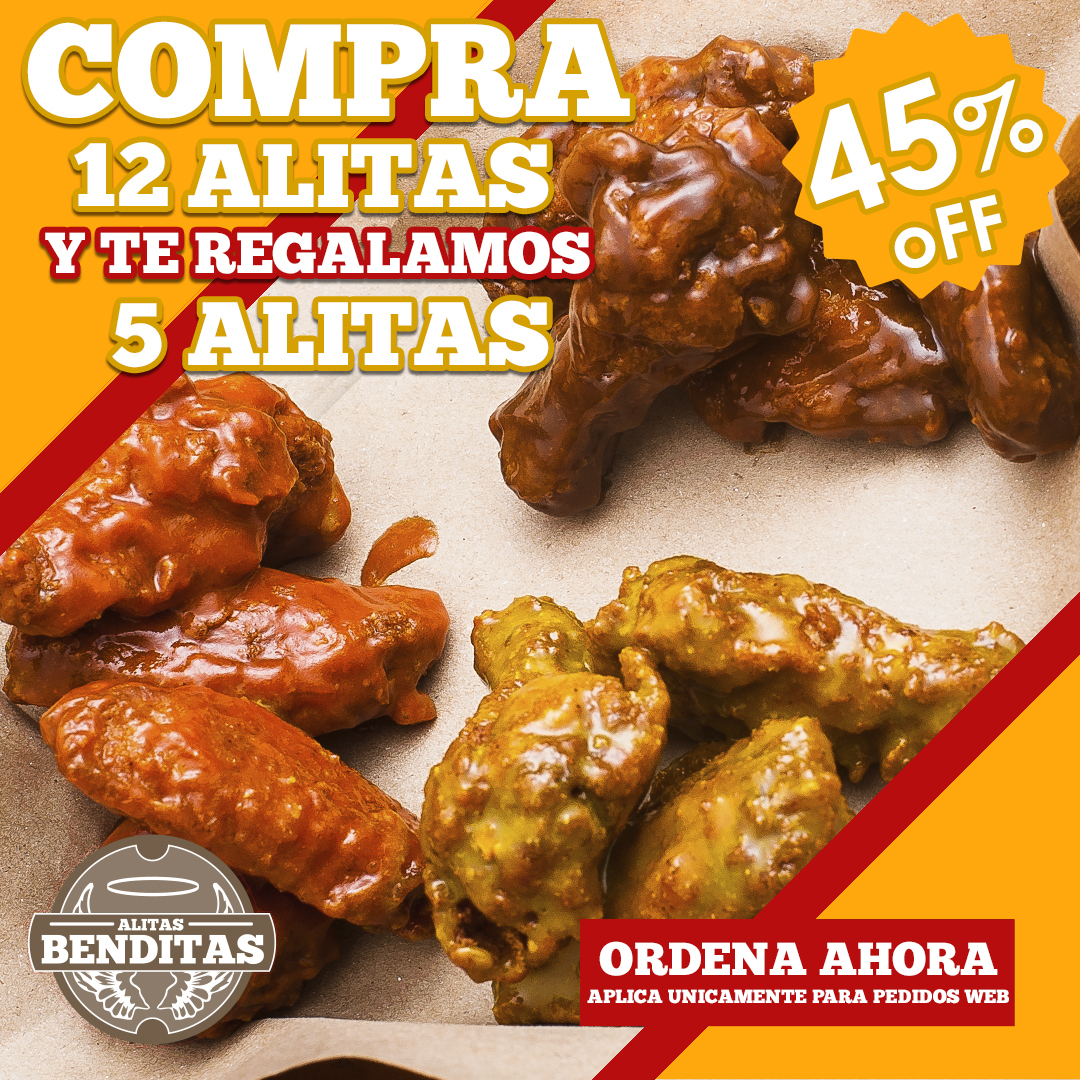 COMPRA
12 ALITAS
Y TE REGALAMOS
5 ALITAS
45%
OFF
ALITAS
BENDITAS
ORDENA AHORA
APLICA UNICAMENTE PARA PEDIDOS WEB